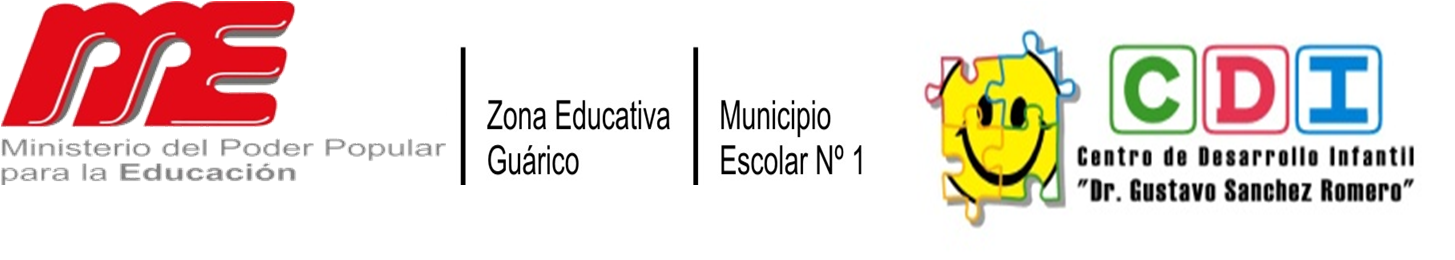 MPPE
Ministerio del Poder Popular
para la Educación
Zona Educativa
Guárico
Municipio
Escolar Nº 1
CDI
Centro de Desarrollo Infantil
"Dr. Gustavo Sanchez Romero"